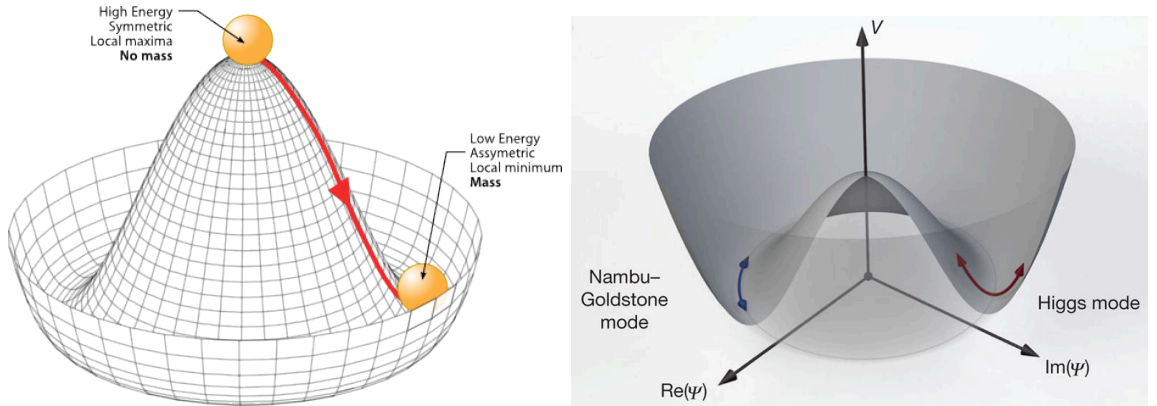 High Energy
Symmetric
Local maxima
No mass
Low Energy
Assymetric
Local minimum
Mass
V
Nambu–
Goldstone
mode
Higgs mode
Re(Ψ)
Im(Ψ)